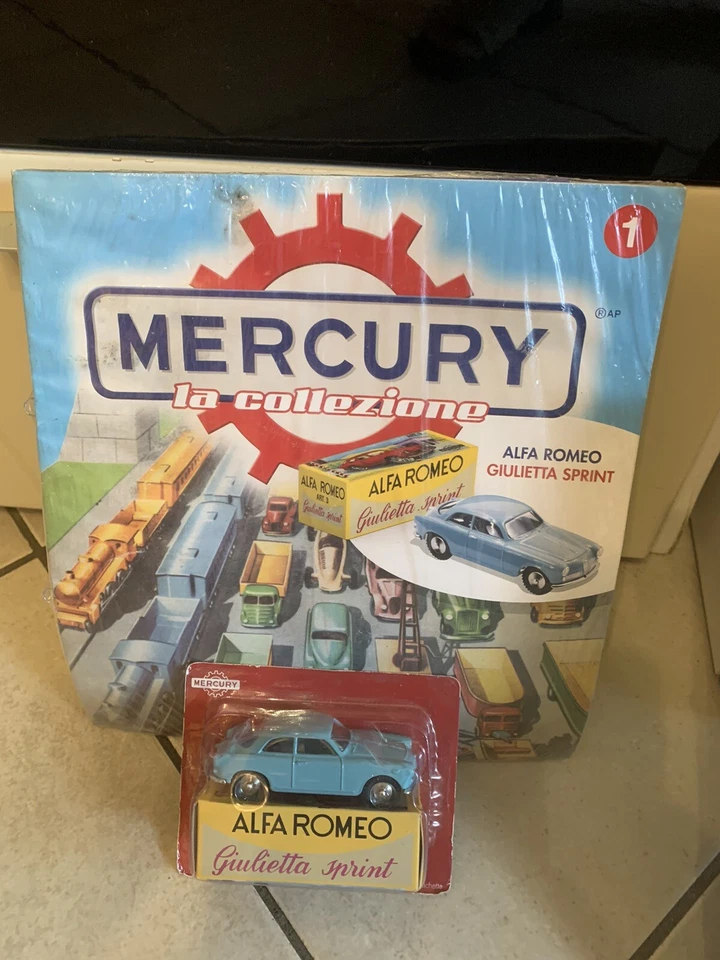 1
MERCURY
®AP
la collezione
ALFA ROMEO
GIULIETTA SPRINT
ALFA ROMEO
Giulietta sprint
ALFA ROMEO
ART. 5
Giulietta sprint
MERCURY
ALFA ROMEO
Giulietta sprint